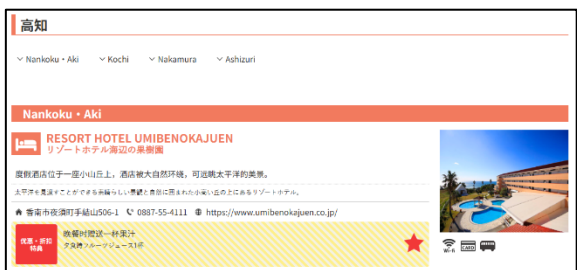 高知
Nankoku・Aki
Kochi
Nakamura
Ashizuri
Nankoku・Aki
RESORT HOTEL UMIBENOKAJUEN
リゾートホテル海辺の果樹園
度假酒店位于一座小山丘上，酒店被大自然环绕，可远眺太平洋的美景。
太平洋を見渡すことができる素晴らしい景観と自然に囲まれた小高い丘の上にあるリゾートホテル。
香南市夜須町手結山506-1 0887-55-4111 https://www.umibenokajuen.co.jp/
优惠・折扣
特典
晚餐时赠送一杯果汁
夕食時フルーツジュース1杯
Wi-Fi
CARD